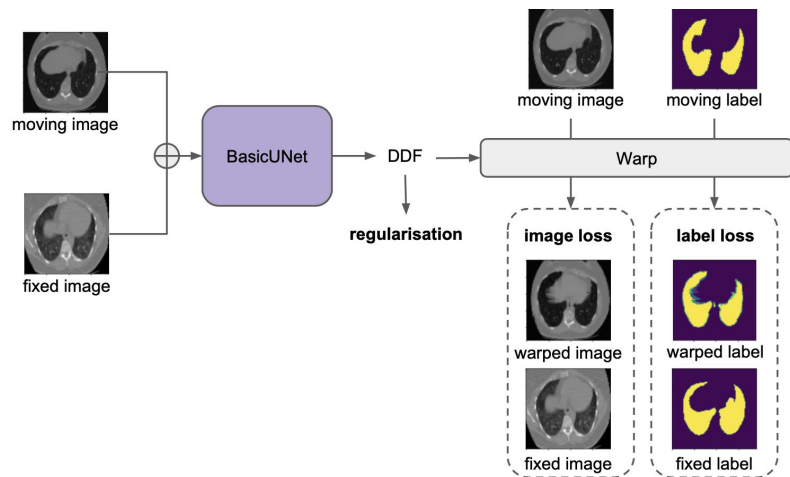 moving image
fixed image
BasicUNet
DDF
regularisation
moving image
moving label
Warp
image loss
label loss
warped image
warped label
fixed image
fixed label